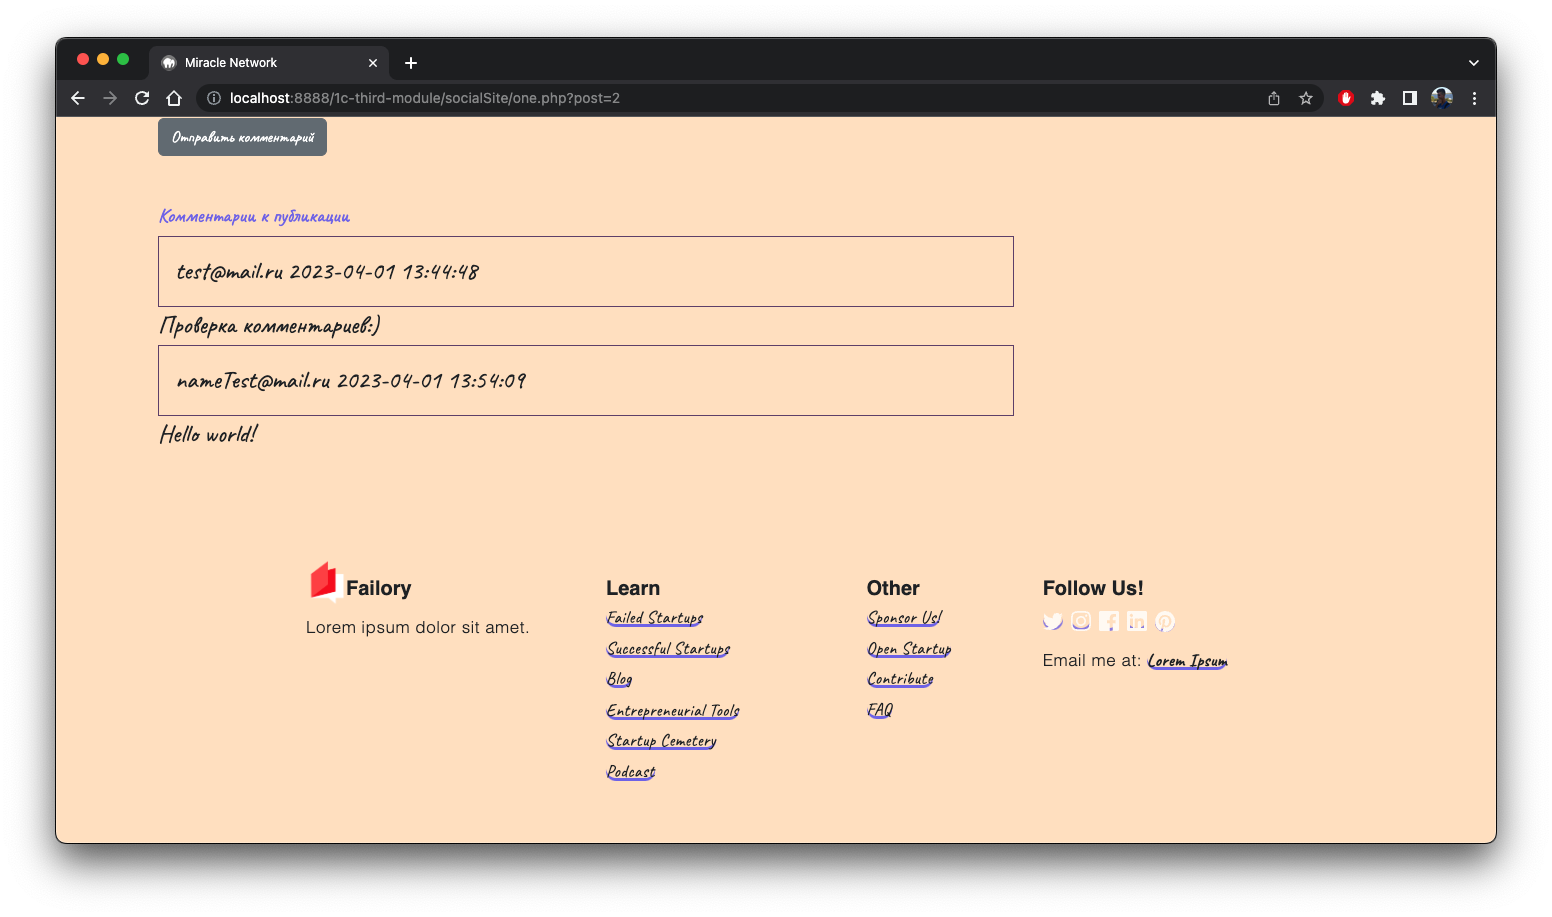 Miracle Network
localhost:8888/1c-third-module/socialSite/one.php?post=2
Отправить комментарий
Комментарии к публикации
test@mail.ru 2023-04-01 13:44:48
Проверка комментариев:)
nameTest@mail.ru 2023-04-01 13:54:09
Hello world!
Failory
Lorem ipsum dolor sit amet.
Learn
Failed Startups
Successful Startups
Blog
Entrepreneurial Tools
Startup Cemetery
Podcast
Other
Sponsor Us!
Open Startup
Contribute
FAQ
Follow Us!
Email me at: Lorem Ipsum